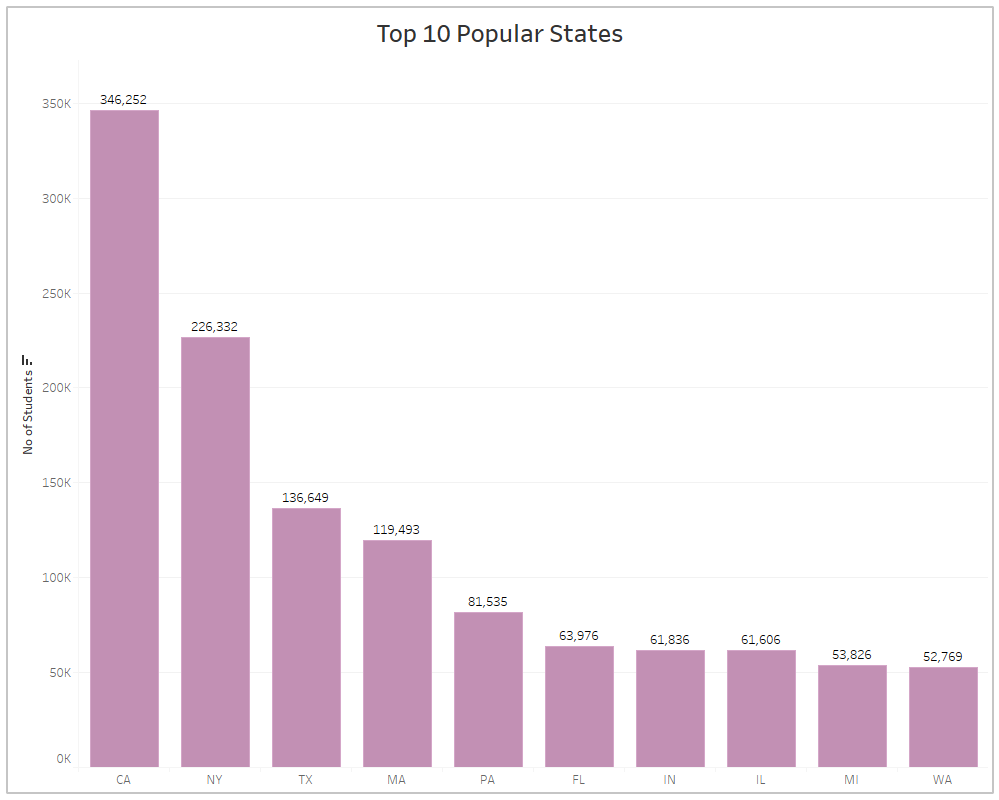 Top 10 Popular States
No of Students
350K
300K
250K
200K
150K
100K
50K
0K
346,252
226,332
136,649
119,493
81,535
63,976
61,836
61,606
53,826
52,769
CA NY TX MA PA FL IN IL MI WA